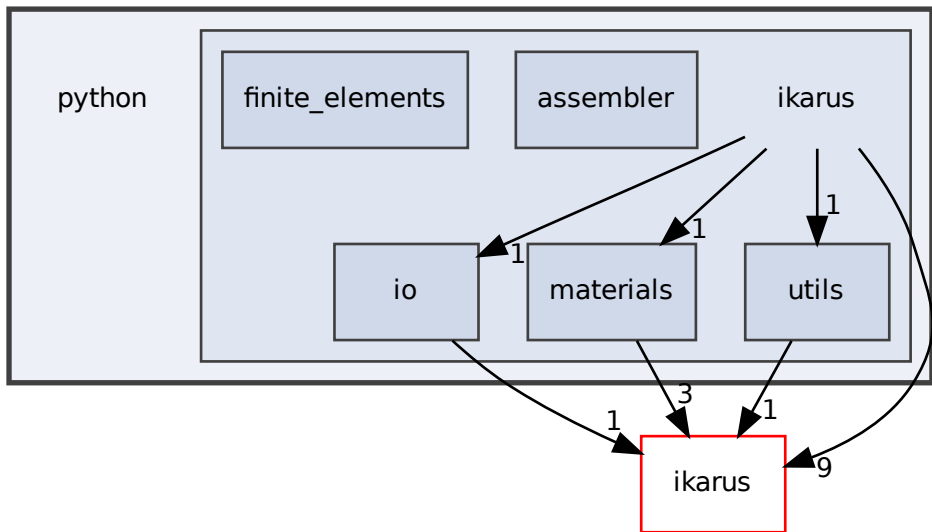 python
finite_elements
assembler
ikarus
1
1
1
io
materials
utils
1
3
1
9
ikarus